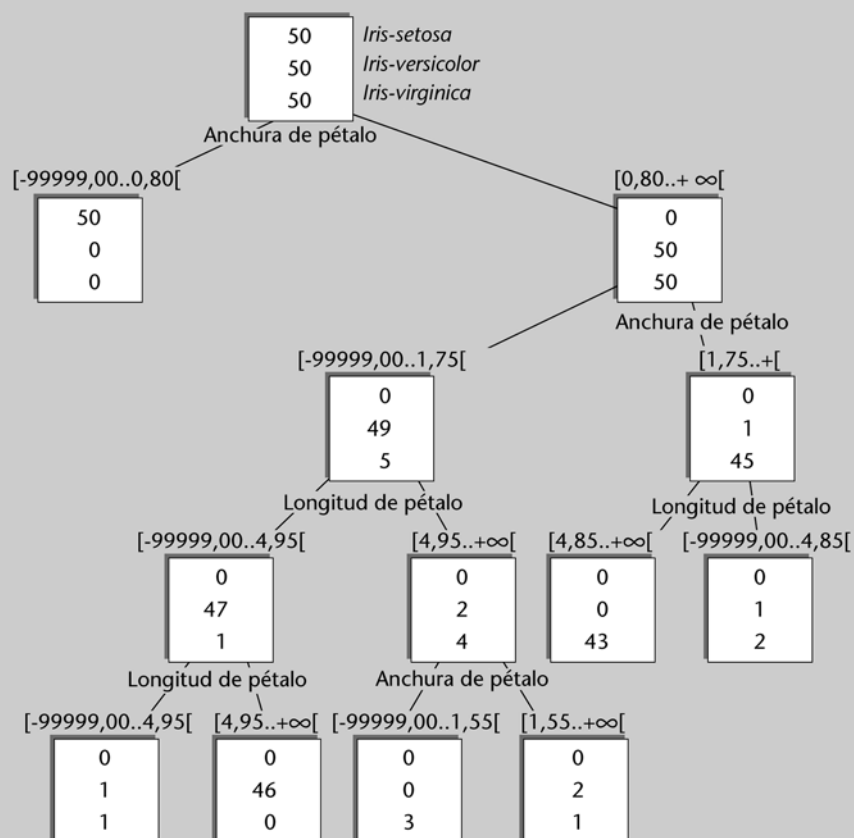 50 Iris-setosa
50 Iris-versicolor
50 Iris-virginica
Anchura de pétalo
[-99999,00..0,80[ [0,80..+ ∞[
50 0
0 50
0 50
Anchura de pétalo
[-99999,00..1,75[ [1,75..+[
0 0
49 1
5 45
Longitud de pétalo Longitud de pétalo
[-99999,00..4,95[ [4,95..+∞[ [4,85..+∞[ [-99999,00..4,85[
0 0 0 0
47 2 0 1
1 4 43 2
Longitud de pétalo Anchura de pétalo
[-99999,00..4,95[ [4,95..+∞[ [-99999,00..1,55[ [1,55..+∞[
0 0 0 0
1 46 0 2
1 0 3 1